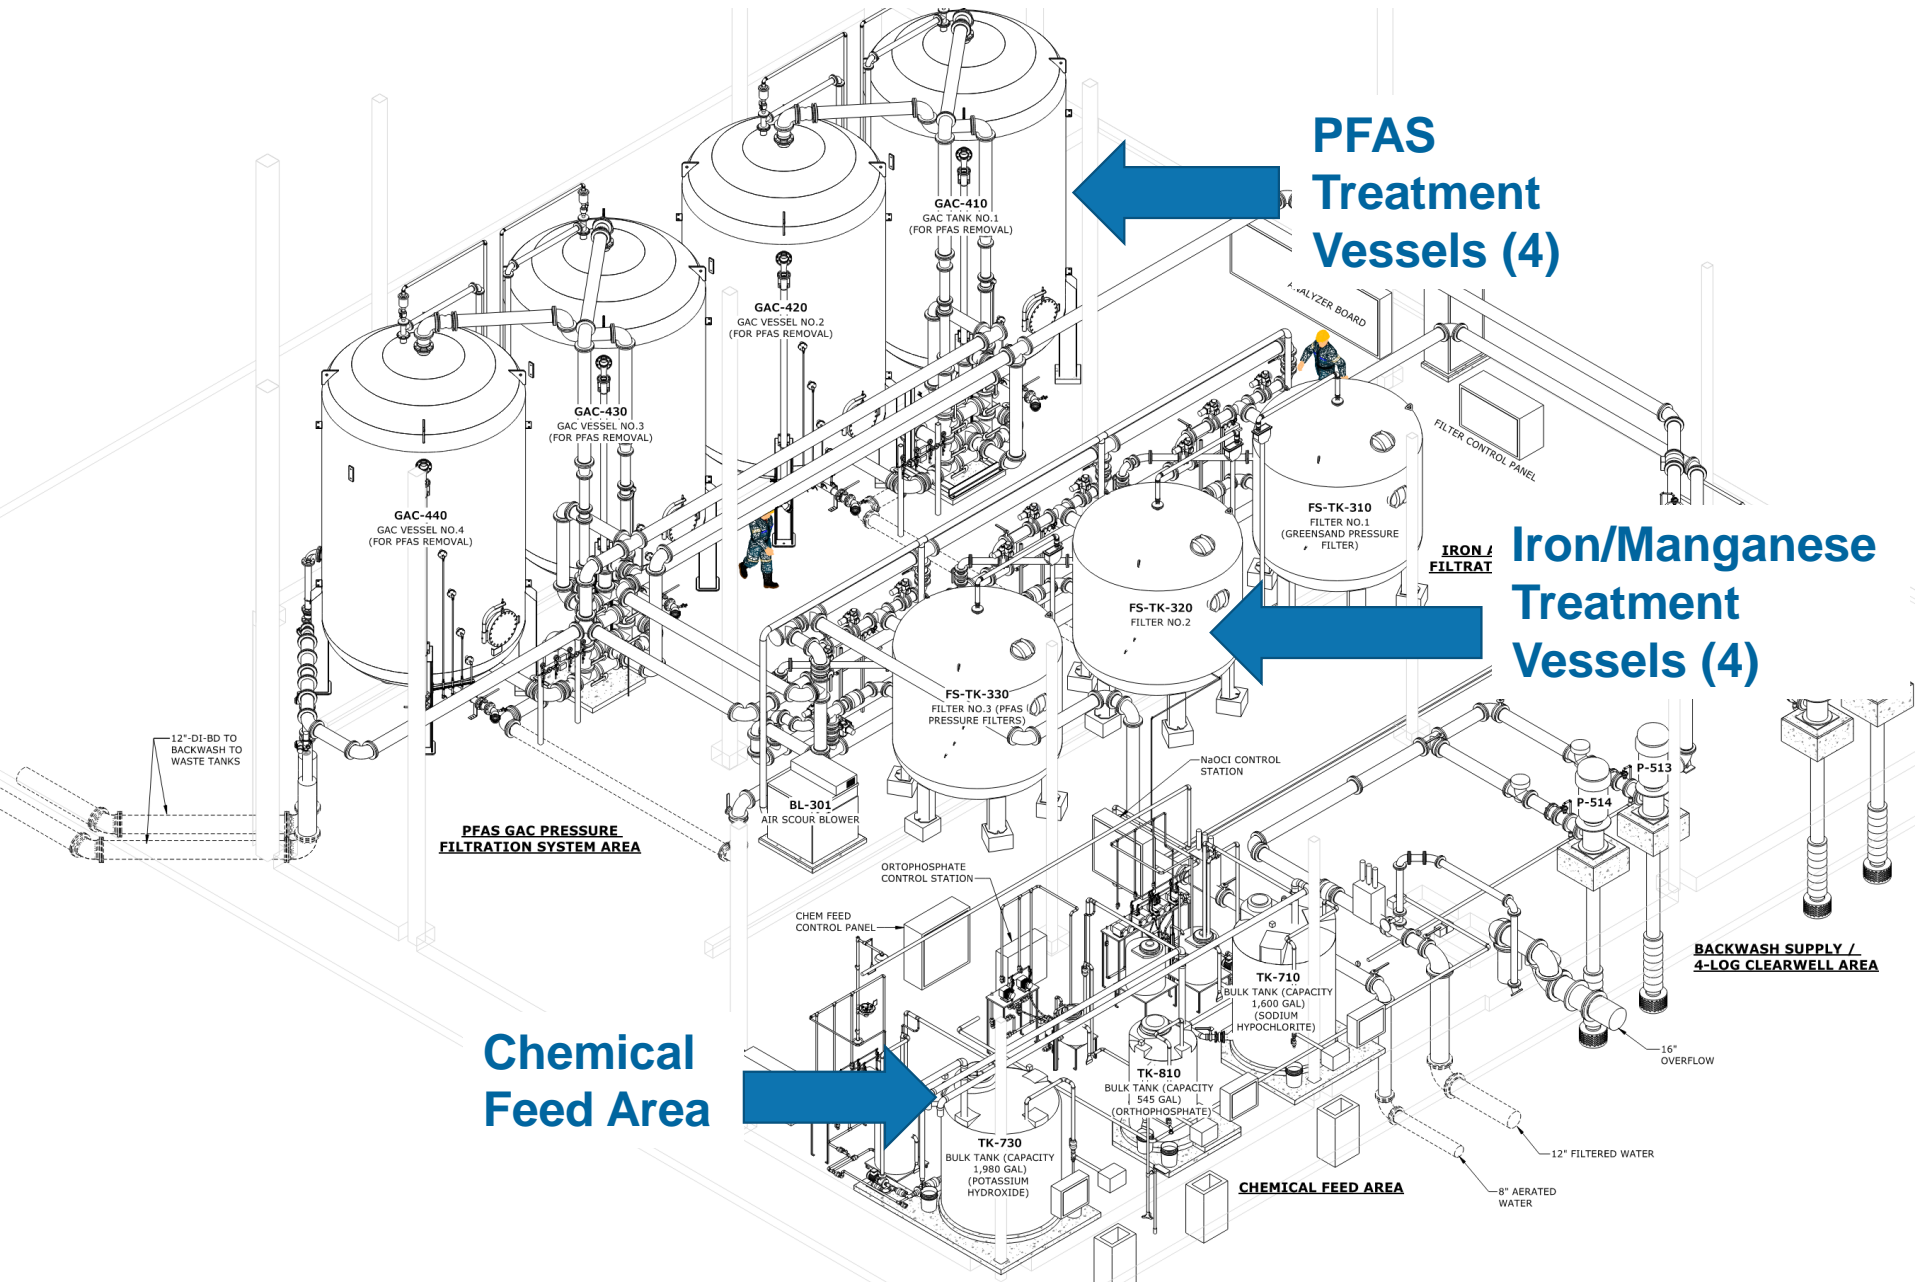 PFAS
Treatment
Vessels (4)
GAC-410
GAC TANK NO.1
(FOR PFAS REMOVAL)
GAC-420
GAC VESSEL NO.2
(FOR PFAS REMOVAL)
ANALYZER BOARD
GAC-430
GAC VESSEL NO.3
(FOR PFAS REMOVAL)
FILTER CONTROL PANEL
GAC-440
GAC VESSEL NO.4
(FOR PFAS REMOVAL)
FS-TK-310
FILTER NO.1
(GREENSAND PRESSURE
FILTER)
IRON
Iron/Manganese
Treatment
Vessels (4)
FS-TK-320
FILTER NO.2
FS-TK-330
FILTER NO.3 (PFAS
PRESSURE FILTERS)
12"-DI-BD TO
BACKWASH TO
WASTE TANKS
NaOCI CONTROL
STATION
P-513
P-514
BL-301
AIR SCOUR BLOWER
PFAS GAC PRESSURE
FILTRATION SYSTEM AREA
ORTOPHOSPHATE
CONTROL STATION
CHEM FEED
CONTROL PANEL
BACKWASH SUPPLY /
4-LOG CLEARWELL AREA
TK-710
BULK TANK (CAPACITY
1,600 GAL)
(SODIUM
HYPOCHLORITE)
Chemical
Feed Area
16"
OVERFLOW
TK-810
BULK TANK (CAPACITY
545 GAL)
(ORTHOPHOSPHATE)
TK-730
BULK TANK (CAPACITY
1,980 GAL)
(POTASSIUM
HYDROXIDE)
12" FILTERED WATER
CHEMICAL FEED AREA
8" AERATED
WATER